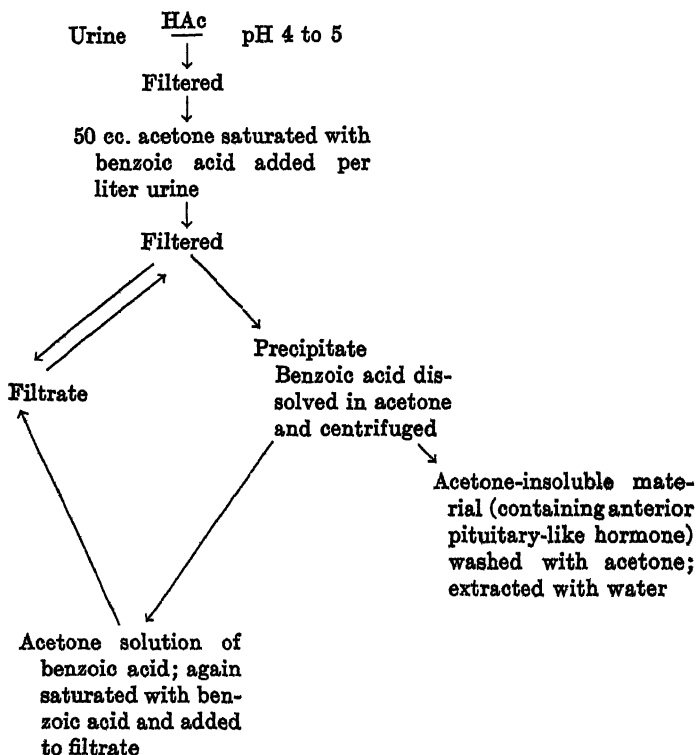 Urine HAc pH 4 to 5
Filtered
50 cc. acetone saturated with
benzoic acid added per
liter urine
Filtered
Precipitate
Benzoic acid dis-
solved in acetone
and centrifuged
Filtrate
Acetone-insoluble mate-
rial (containing anterior
pituitary-like hormone)
washed with acetone;
extracted with water
Acetone solution of
benzoic acid; again
saturated with ben-
zoic acid and added
to filtrate